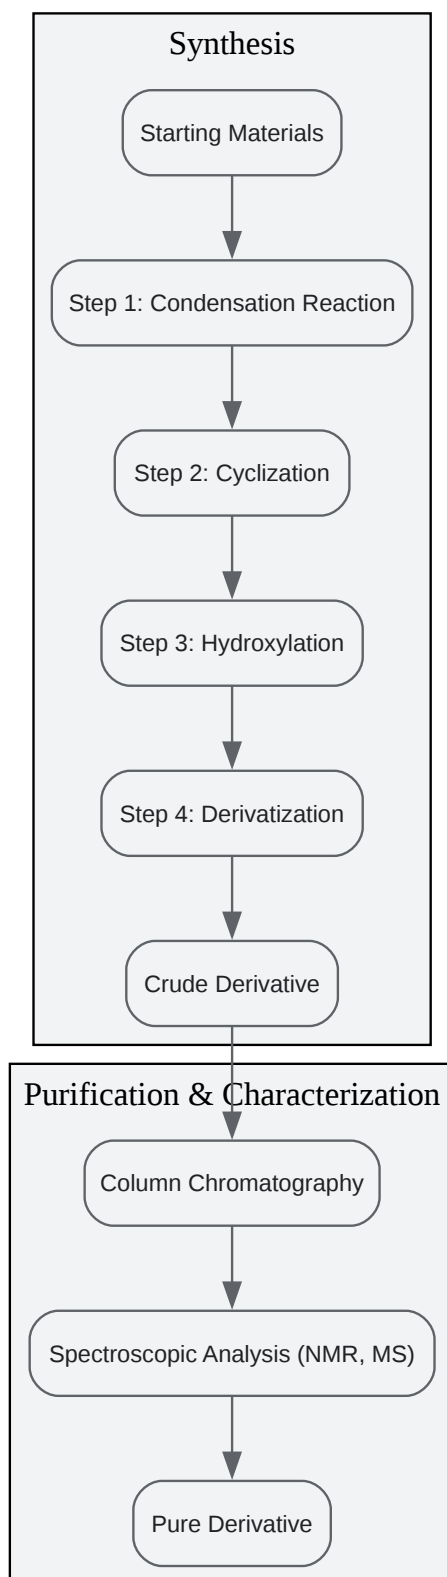 Synthesis
Starting Materials
Step 1: Condensation Reaction
Step 2: Cyclization
Step 3: Hydroxylation
Step 4: Derivatization
Crude Derivative
Purification & Characterization
Column Chromatography
Spectroscopic Analysis (NMR, MS)
Pure Derivative